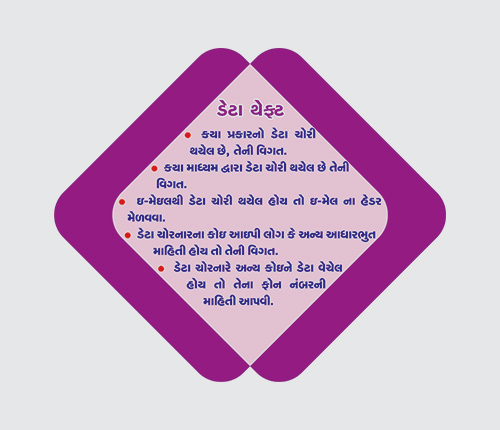 ડેટા થેફ્ટ
• કયા પ્રકારનો ડેટા ચોરી
થયેલ છે, તેની વિગત.
• કયા માધ્યમ દ્વારા ડેટા ચોરી થયેલ છે તેની
વિગત.
• ઇ-મેઇલથી ડેટા ચોરી થયેલ હોય તો ઇ-મેલ ના હેડર
મેળવવા.
• ડેટા ચોરનારના કોઇ આઇપી લોગ કે અન્ય આધારભુત
માહિતી હોય તો તેની વિગત.
• ડેટા ચોરનારે અન્ય કોઇને ડેટા વેચેલ
હોય તો તેના ફોન નંબરની
માહિતી આપવી.